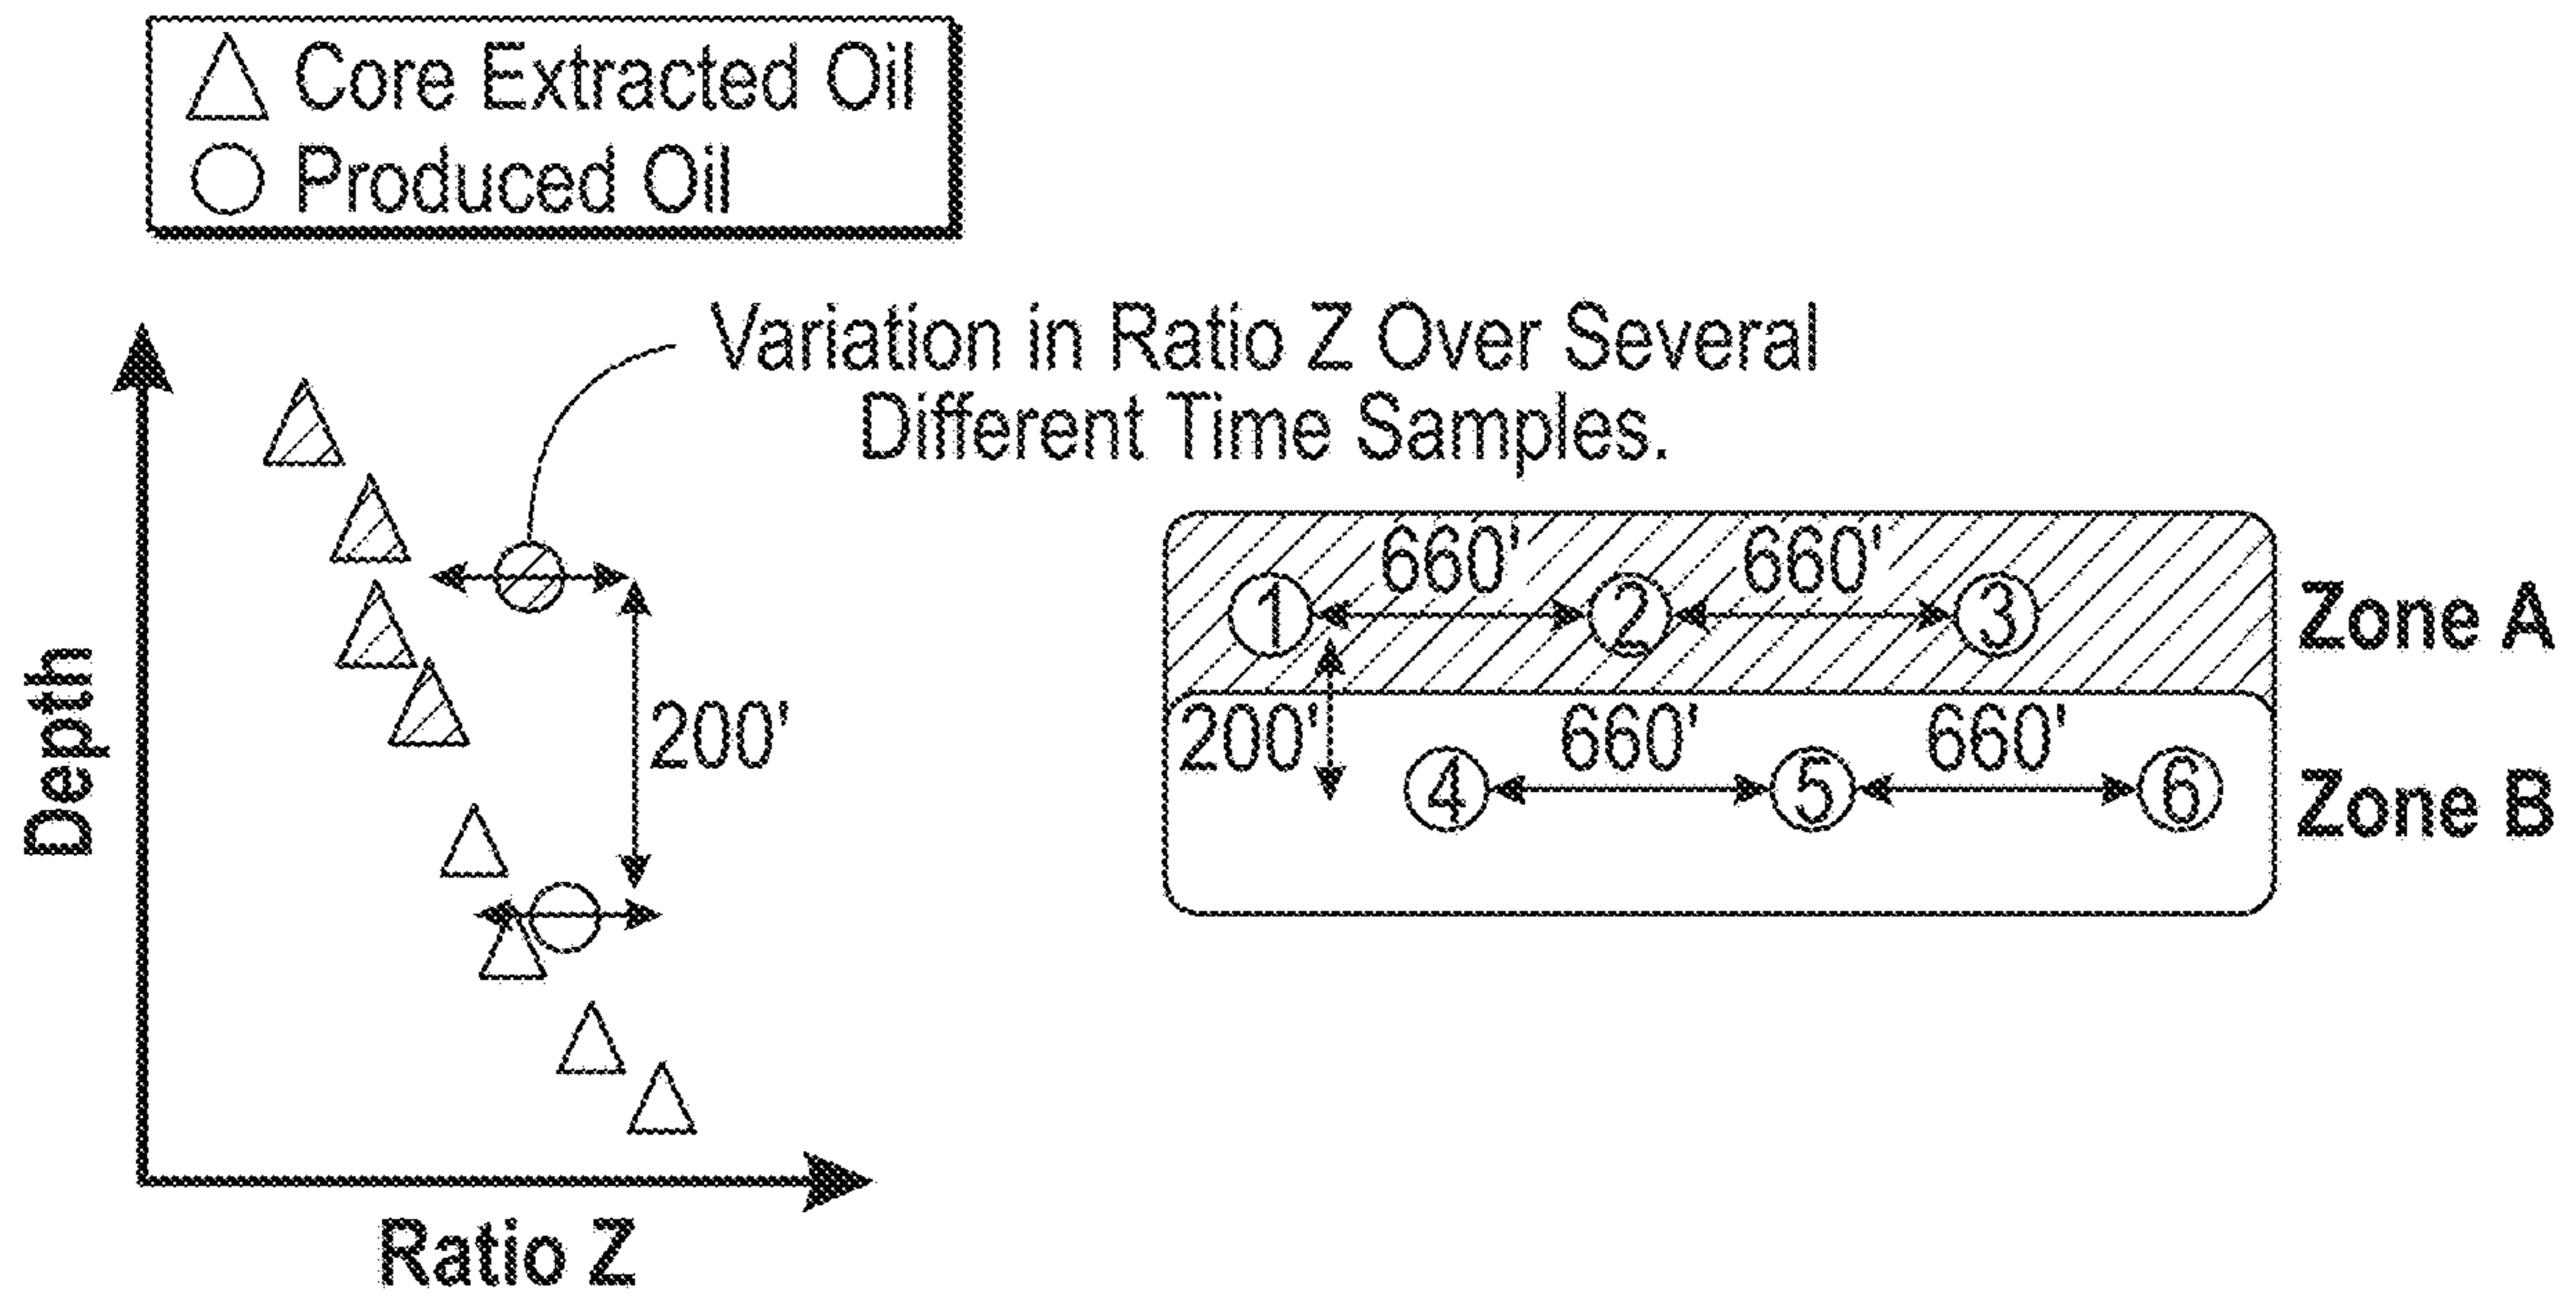 Core Extracted Oil
Produced Oil
Variation in Ratio Z Over Several
Different Time Samples.
Depth
200'
Ratio Z
660' 660'
1 2 3
Zone A
200' 660' 660'
4 5 6
Zone B